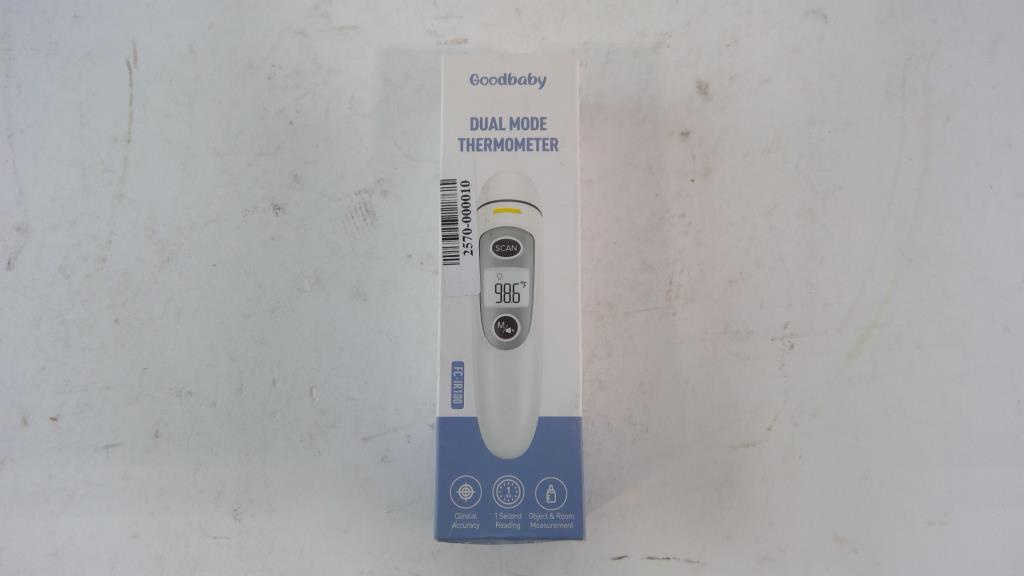 Goodbaby
DUAL MODE
THERMOMETER
2570-000010
SCAN
98.6 °F
M/
FC-IR100
Clinical
Accuracy
1 Second
Reading
Object & Room
Measurement